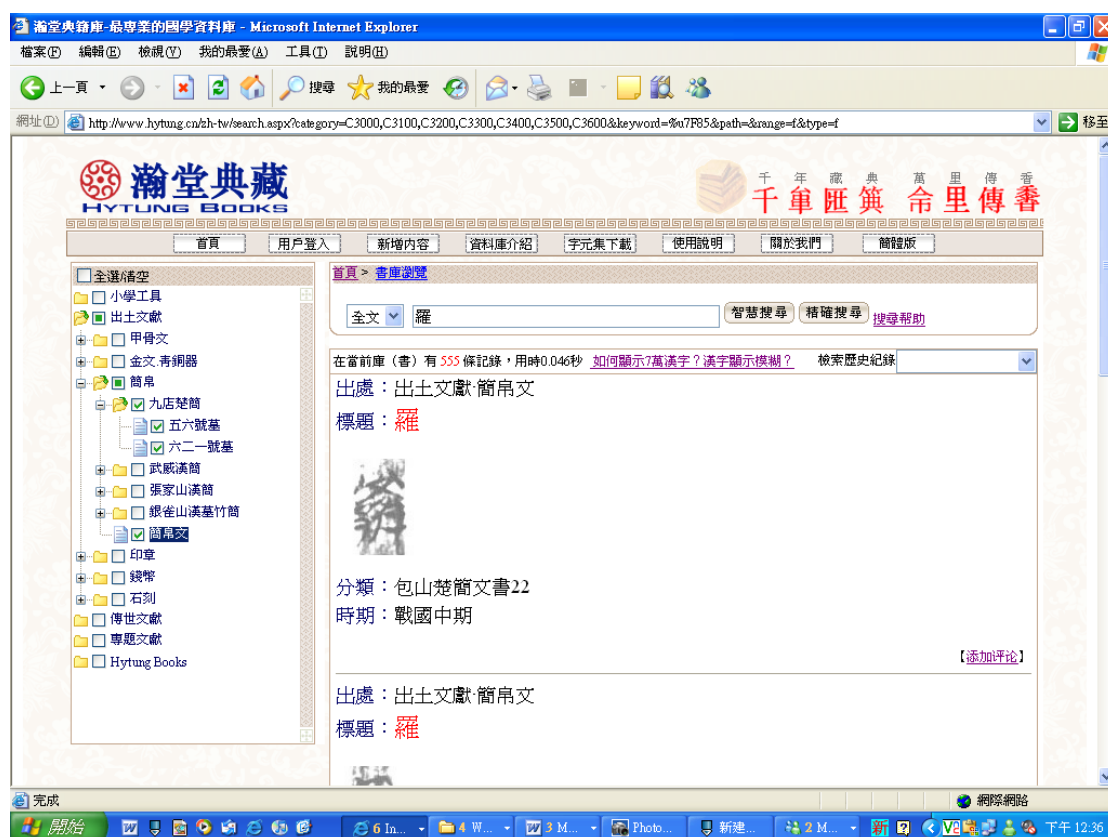 瀚堂典籍庫-最專業的國學資料庫 - Microsoft Internet Explorer
檔案(F) 編輯(E) 檢視(V) 我的最愛(A) 工具(T) 說明(H)
上一頁 搜尋 我的最愛
網址(D) http://www.hytung.cn/zh-tw/search.aspx?category=C3000,C3100,C3200,C3300,C3400,C3500,C3600&keyword=%u7F85&path=&range=f&type=f 移至
瀚堂典藏
HYTUNG BOOKS
千年藏典 萬里傳香
首頁 用戶登入 新增內容 資料庫介紹 字元集下載 使用說明 關於我們 簡體版
全選/清空
小學工具
出土文獻
甲骨文
金文.青銅器
簡帛
九店楚簡
五六號墓
六二一號墓
武威漢簡
張家山漢簡
銀雀山漢墓竹簡
簡帛文
印章
錢幣
石刻
傳世文獻
專題文獻
Hytung Books
首頁 > 書庫瀏覽
全文 羅 智慧搜尋 精確搜尋 搜尋帮助
在當前庫（書）有 555 條記錄，用時0.046秒 如何顯示7萬漢字？漢字顯示模糊？ 檢索歷史紀錄
出處：出土文獻·簡帛文
標題：羅
分類：包山楚簡文書22
時期：戰國中期
【添加评论】
出處：出土文獻·簡帛文
標題：羅
完成 網際網路
開始 6 In... 4 W... 3 M... Photo... 新建... 2 M... 新 下午 12:36